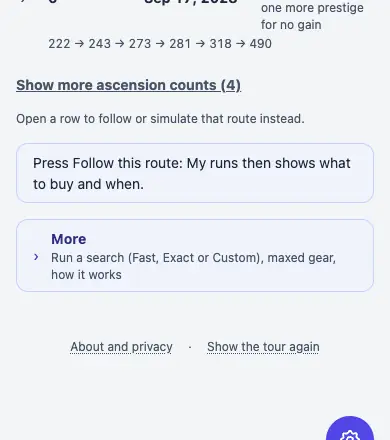 one more prestige
for no gain
222 → 243 → 273 → 281 → 318 → 490
Show more ascension counts (4)
Open a row to follow or simulate that route instead.
Press Follow this route: My runs then shows what
to buy and when.
More
› Run a search (Fast, Exact or Custom), maxed gear,
how it works
About and privacy · Show the tour again